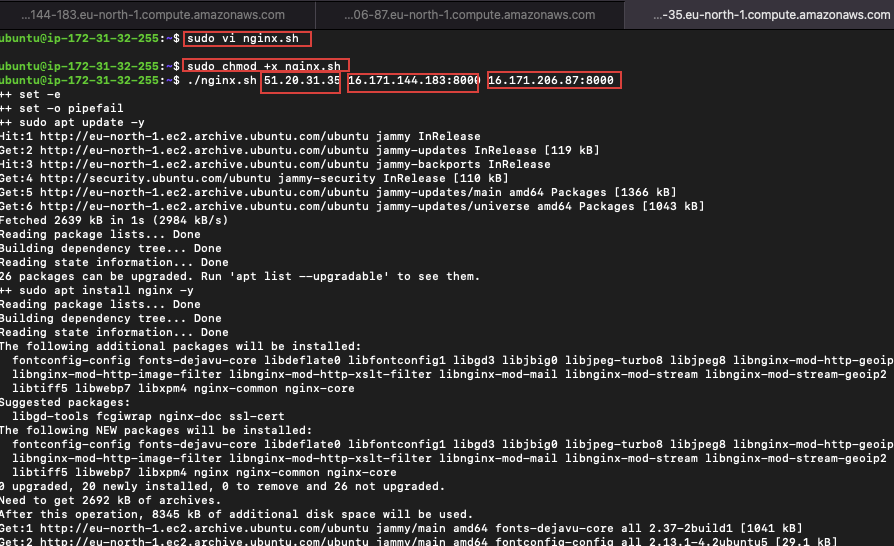 ...144-183.eu-north-1.compute.amazonaws.com ...06-87.eu-north-1.compute.amazonaws.com ...-35.eu-north-1.compute.amazonaws.com
ubuntu@ip-172-31-32-255:~$ sudo vi nginx.sh
ubuntu@ip-172-31-32-255:~$ sudo chmod +x nginx.sh
ubuntu@ip-172-31-32-255:~$ ./nginx.sh 51.20.31.35 16.171.144.183:8000 16.171.206.87:8000
++ set -e
++ set -o pipefail
++ sudo apt update -y
Hit:1 http://eu-north-1.ec2.archive.ubuntu.com/ubuntu jammy InRelease
Get:2 http://eu-north-1.ec2.archive.ubuntu.com/ubuntu jammy-updates InRelease [119 kB]
Hit:3 http://eu-north-1.ec2.archive.ubuntu.com/ubuntu jammy-backports InRelease
Get:4 http://security.ubuntu.com/ubuntu jammy-security InRelease [110 kB]
Get:5 http://eu-north-1.ec2.archive.ubuntu.com/ubuntu jammy-updates/main amd64 Packages [1366 kB]
Get:6 http://eu-north-1.ec2.archive.ubuntu.com/ubuntu jammy-updates/universe amd64 Packages [1043 kB]
Fetched 2639 kB in 1s (2984 kB/s)
Reading package lists... Done
Building dependency tree... Done
Reading state information... Done
26 packages can be upgraded. Run 'apt list --upgradable' to see them.
++ sudo apt install nginx -y
Reading package lists... Done
Building dependency tree... Done
Reading state information... Done
The following additional packages will be installed:
fontconfig-config fonts-dejavu-core libdeflate0 libfontconfig1 libgd3 libjbig0 libjpeg-turbo8 libjpeg8 libnginx-mod-http-geoip
libnginx-mod-http-image-filter libnginx-mod-http-xslt-filter libnginx-mod-mail libnginx-mod-stream libnginx-mod-stream-geoip2
libtiff5 libwebp7 libxpm4 nginx-common nginx-core
Suggested packages:
libgd-tools fcgiwrap nginx-doc ssl-cert
The following NEW packages will be installed:
fontconfig-config fonts-dejavu-core libdeflate0 libfontconfig1 libgd3 libjbig0 libjpeg-turbo8 libjpeg8 libnginx-mod-http-geoip
libnginx-mod-http-image-filter libnginx-mod-http-xslt-filter libnginx-mod-mail libnginx-mod-stream libnginx-mod-stream-geoip2
libtiff5 libwebp7 libxpm4 nginx nginx-common nginx-core
0 upgraded, 20 newly installed, 0 to remove and 26 not upgraded.
Need to get 2692 kB of archives.
After this operation, 8345 kB of additional disk space will be used.
Get:1 http://eu-north-1.ec2.archive.ubuntu.com/ubuntu jammy/main amd64 fonts-dejavu-core all 2.37-2build1 [1041 kB]
Get:2 http://eu-north-1.ec2.archive.ubuntu.com/ubuntu jammy/main amd64 fontconfig-config all 2.13.1-4.2ubuntu5 [29.1 kB]